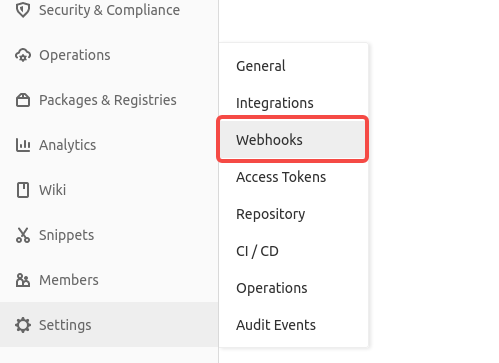 Security & Compliance
Operations
Packages & Registries
Analytics
Wiki
Snippets
Members
Settings
General
Integrations
Webhooks
Access Tokens
Repository
CI / CD
Operations
Audit Events